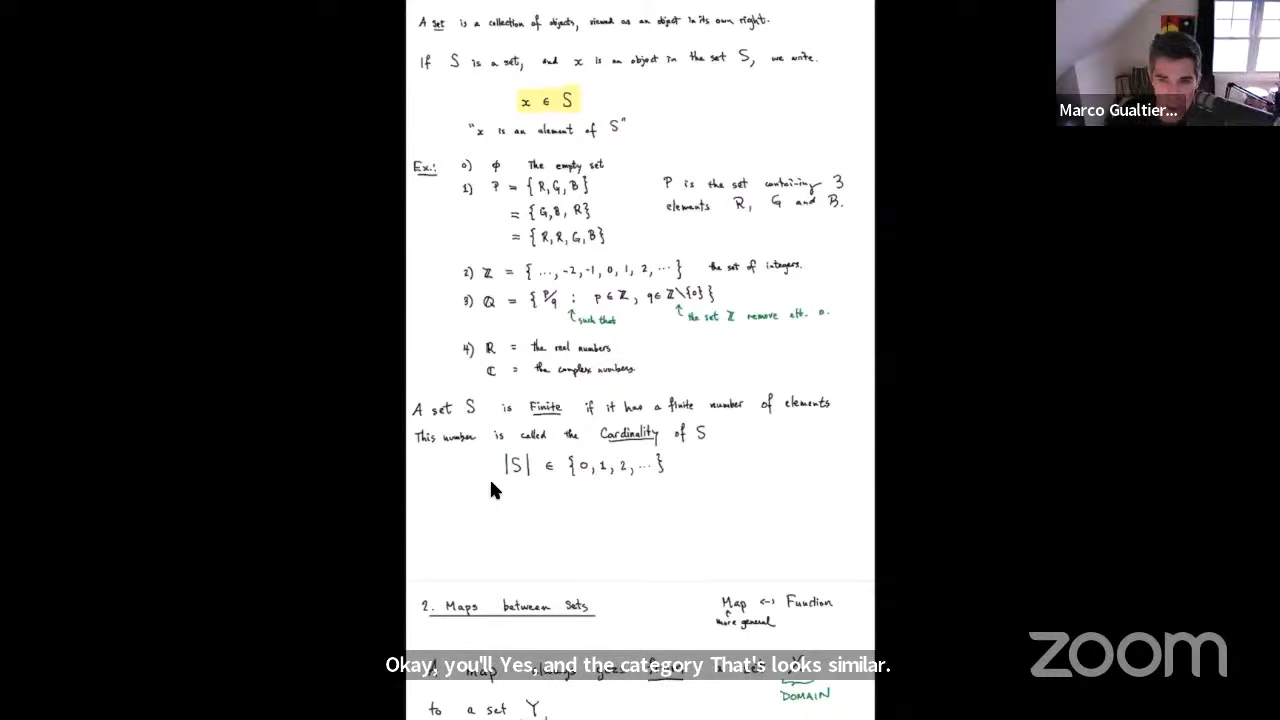 A set is a collection of objects, viewed as an object in its own right.
If S is a set, and x is an object in the set S, we write.
x ∈ S
"x is an element of S"
Ex.: 0) ϕ The empty set
1) P = {R, G, B}
= {G, B, R}
= {R, R, G, B}
P is the set containing 3
elements R, G and B.
2) ℤ = {..., -2, -1, 0, 1, 2, ...} the set of integers.
3) ℚ = {p/q : p ∈ ℤ, q ∈ ℤ\{0}}
↑ such that
↑ the set ℤ remove elt. 0.
4) ℝ = the real numbers
ℂ = the complex numbers
A set S is Finite if it has a finite number of elements
This number is called the Cardinality of S
|S| ∈ {0, 1, 2, ...}
2. Maps between Sets
Map ↔ Function
↑ more general
A map always goes from a set
DOMAIN
to a set Y,
Okay, you'll Yes, and the category That's looks similar.
Marco Gualtier...
zoom